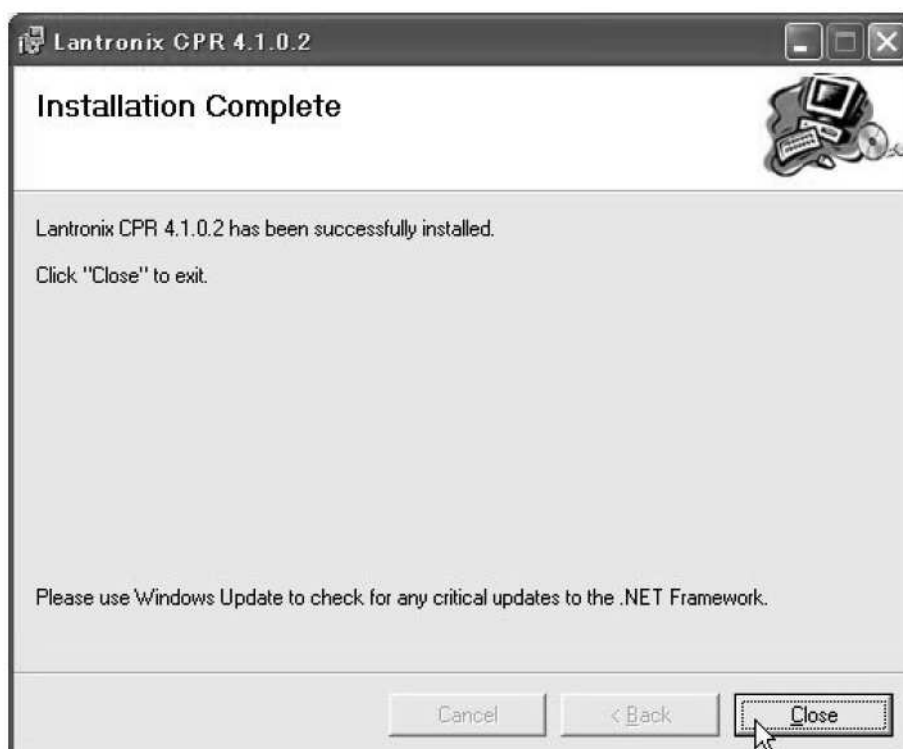 Lantronix CPR 4.1.0.2
Installation Complete
Lantronix CPR 4.1.0.2 has been successfully installed.
Click "Close" to exit.
Please use Windows Update to check for any critical updates to the .NET Framework.
Cancel
< Back
Close